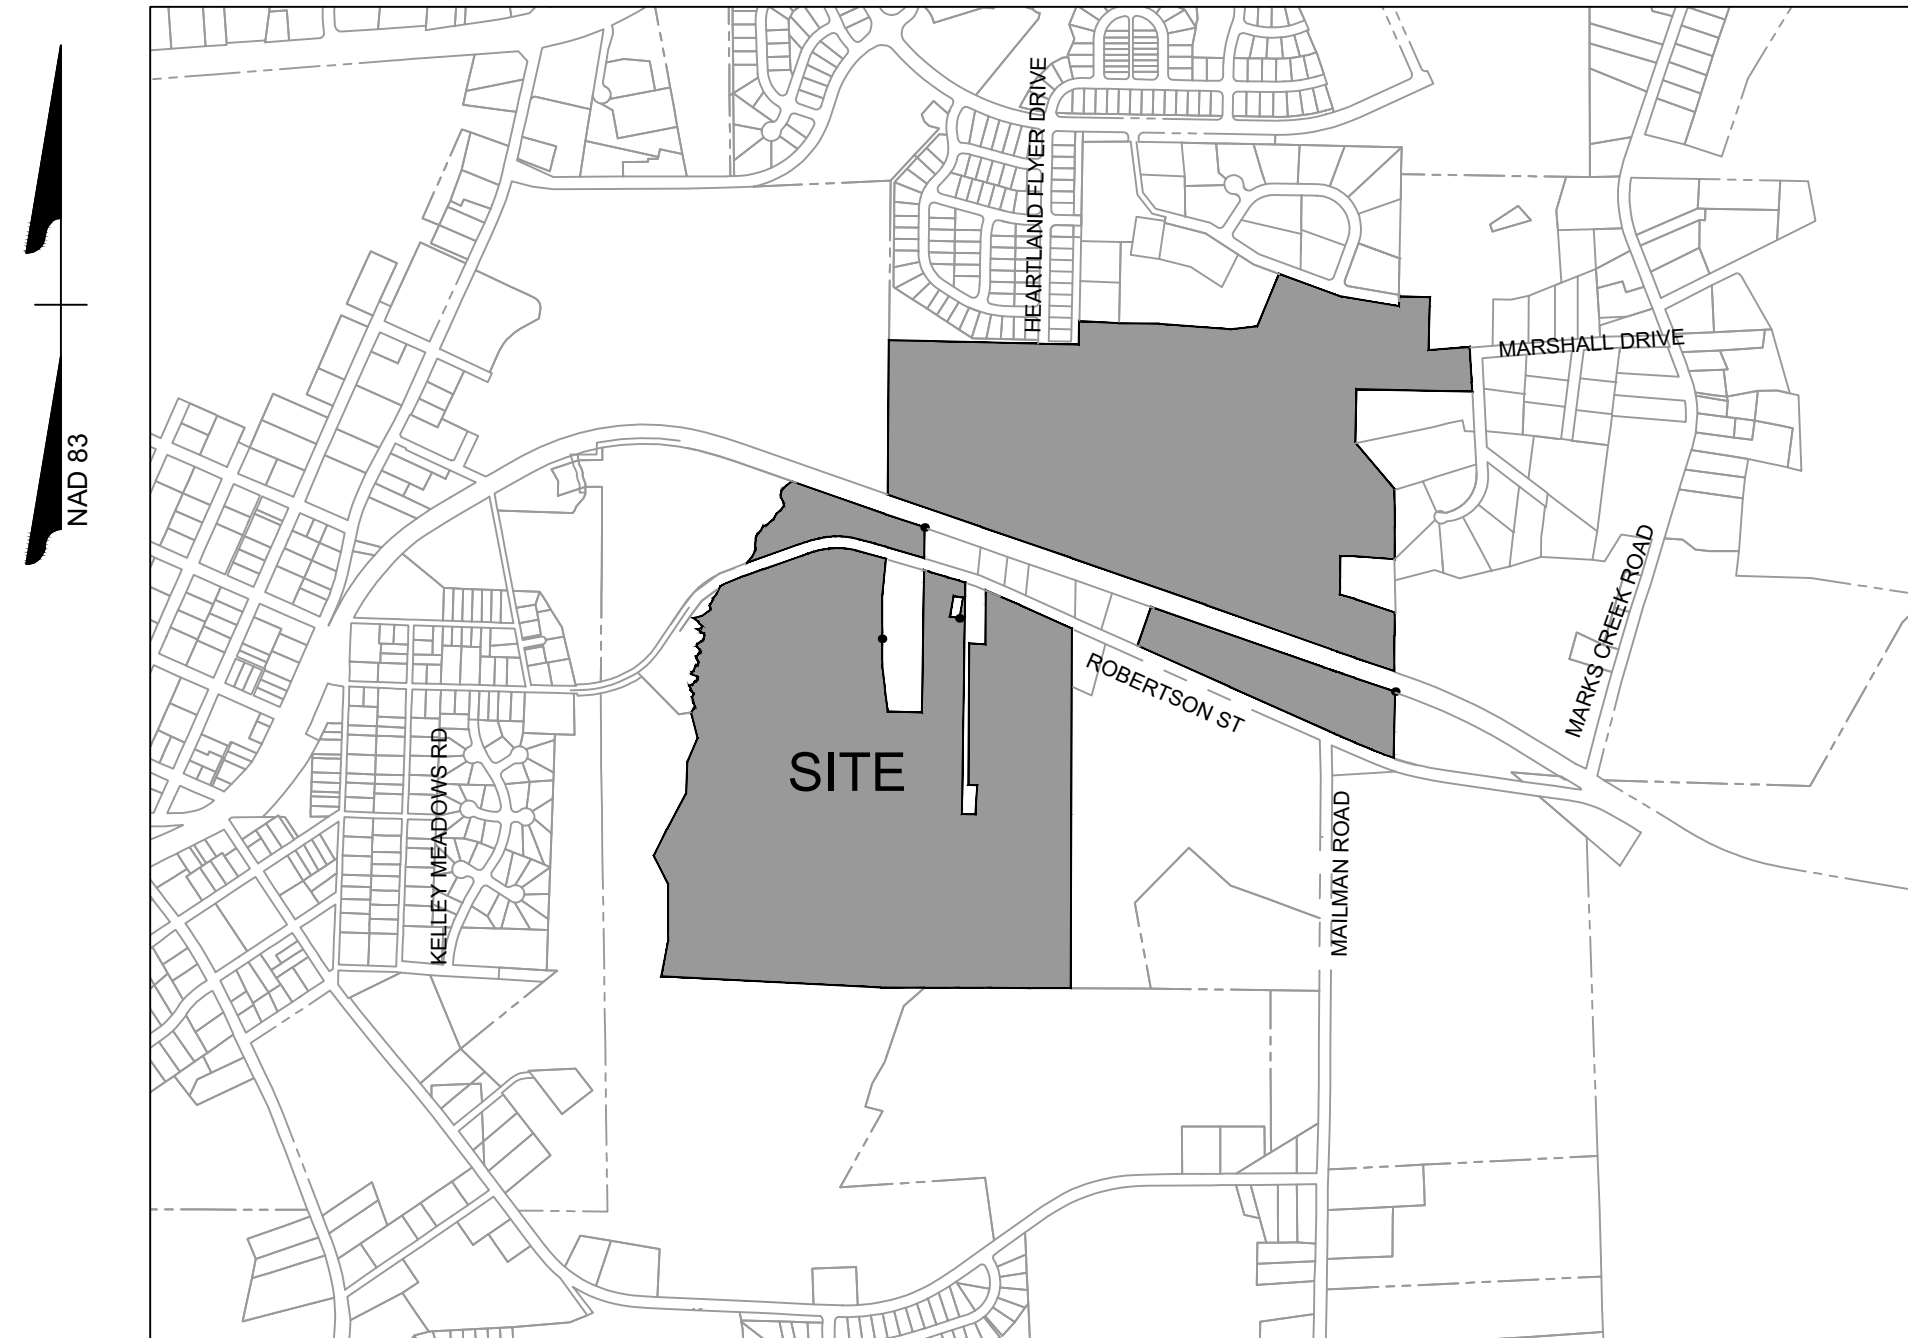 HEARTLAND FLYER DRIVE
MARSHALL DRIVE
NAD 83
MARKS CREEK ROAD
ROBERTSON ST
SITE
KELLEY MEADOWS RD
MAILMAN ROAD